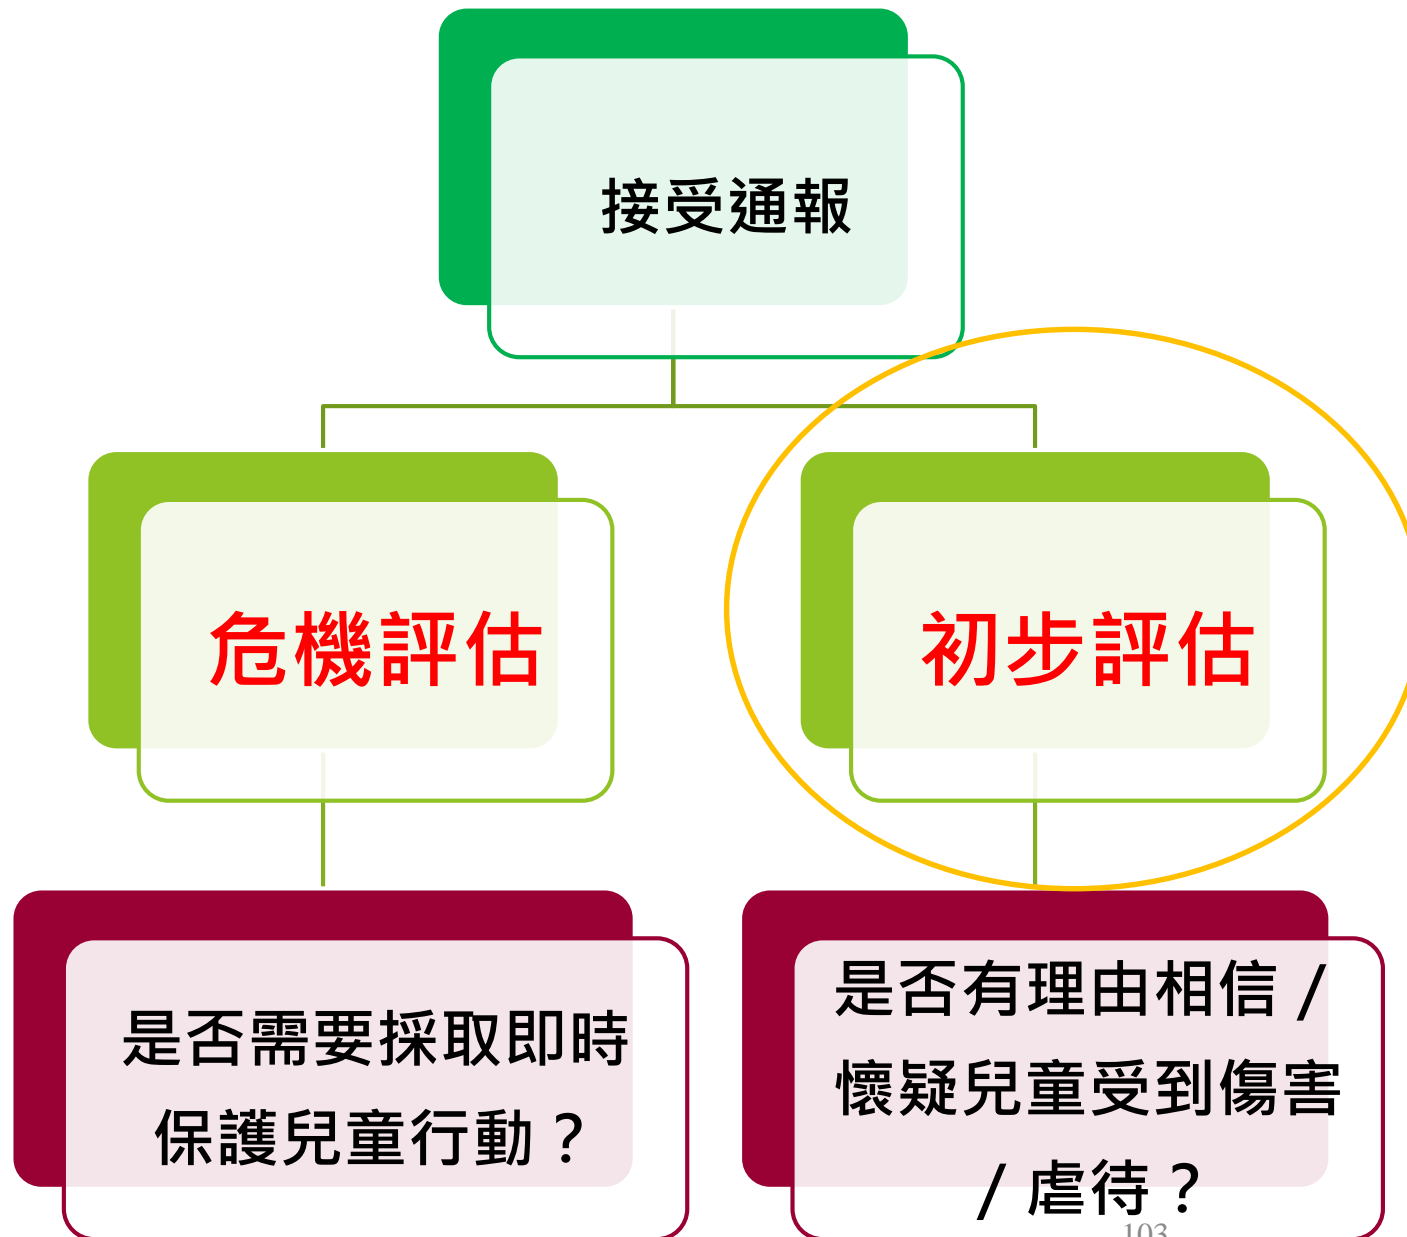 接受通報
危機評估
初步評估
是否需要採取即時
保護兒童行動？
是否有理由相信／
懷疑兒童受到傷害
／虐待？
103